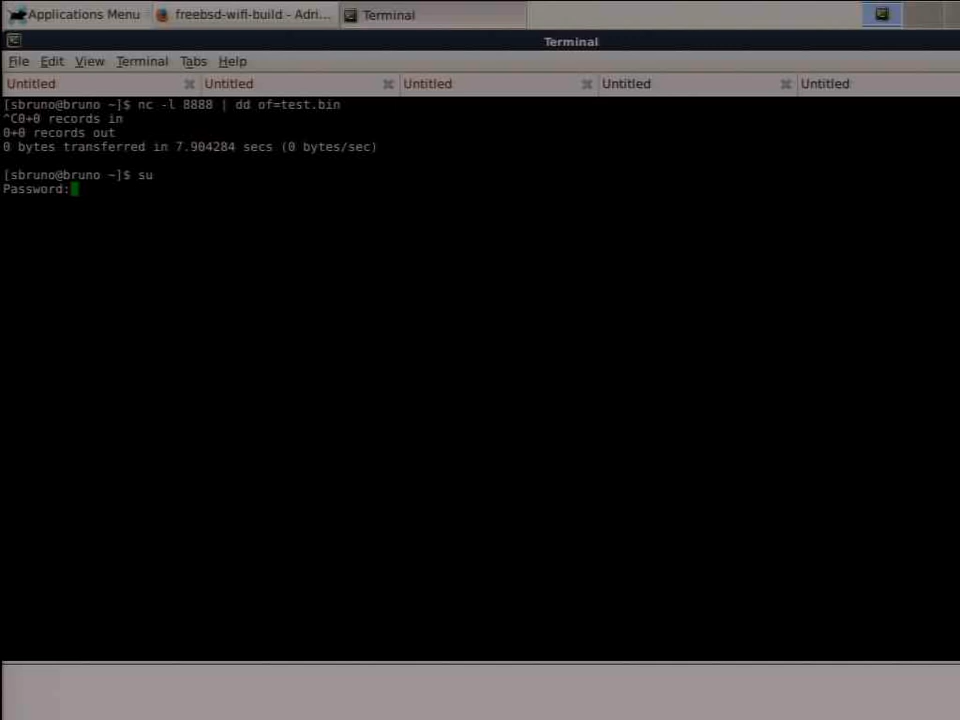 Applications Menu
freebsd-wifi-build - Adri...
Terminal
Terminal
File Edit View Terminal Tabs Help
Untitled
Untitled
Untitled
Untitled
Untitled
[sbruno@bruno ~]$ nc -l 8888 | dd of=test.bin
^C0+0 records in
0+0 records out
0 bytes transferred in 7.904284 secs (0 bytes/sec)
[sbruno@bruno ~]$ su
Password: